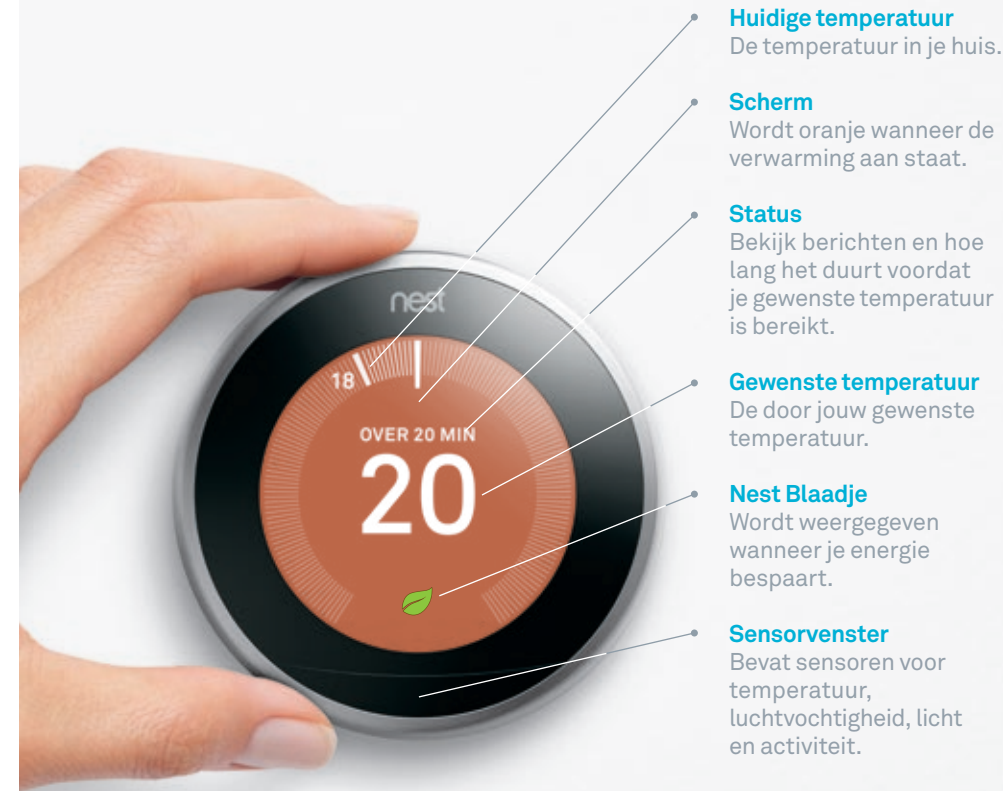 Huidige temperatuur
De temperatuur in je huis.
Scherm
Wordt oranje wanneer de
verwarming aan staat.
Status
Bekijk berichten en hoe
lang het duurt voordat
je gewenste temperatuur
is bereikt.
Gewenste temperatuur
De door jouw gewenste
temperatuur.
Nest Blaadje
Wordt weergegeven
wanneer je energie
bespaart.
Sensorvenster
Bevat sensoren voor
temperatuur,
luchtvochtigheid, licht
en activiteit.
nest
18
OVER 20 MIN
20